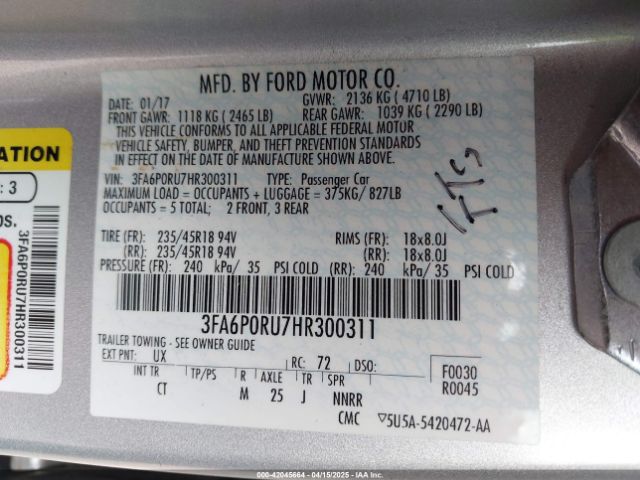 MFD. BY FORD MOTOR CO.
DATE: 01/17 GVWR: 2136 KG ( 4710 LB)
FRONT GAWR: 1118 KG ( 2465 LB) REAR GAWR: 1039 KG ( 2290 LB)
THIS VEHICLE CONFORMS TO ALL APPLICABLE FEDERAL MOTOR
VEHICLE SAFETY, BUMPER, AND THEFT PREVENTION STANDARDS
IN EFFECT ON THE DATE OF MANUFACTURE SHOWN ABOVE.
VIN: 3FA6P0RU7HR300311 TYPE: Passenger Car
MAXIMUM LOAD = OCCUPANTS + LUGGAGE = 375KG/ 827LB
OCCUPANTS = 5 TOTAL; 2 FRONT, 3 REAR
TIRE (FR): 235/45R18 94V RIMS (FR): 18x8.0J
(RR): 235/45R18 94V (RR): 18x8.0J
PRESSURE (FR): 240 kPa/ 35 PSI COLD (RR): 240 kPa/ 35 PSI COLD
3FA6P0RU7HR300311
TRAILER TOWING - SEE OWNER GUIDE
EXT PNT: UX RC: 72 DSO: F0030
R0045
INT TR TP/PS R AXLE TR SPR
CT M 25 J NNRR
CMC ▽5U5A-5420472-AA
ATION
: 3
os.
3FA6P0RU7HR300311
000-42045664 | 04/15/2025 | © IAA, LLC